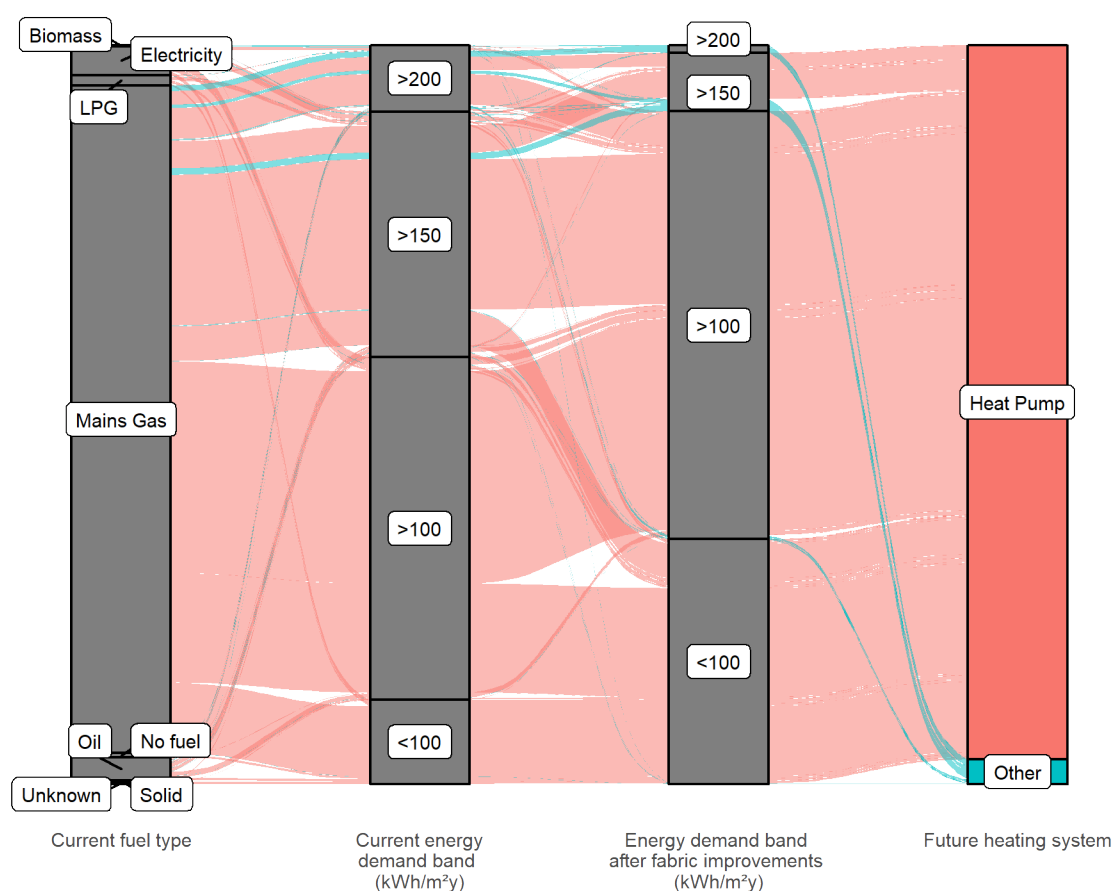 Biomass
Electricity
LPG
Mains Gas
Oil
No fuel
Unknown
Solid
>200
>150
>100
<100
>200
>150
>100
<100
Heat Pump
Other
Current fuel type
Current energy
demand band
(kWh/m²y)
Energy demand band
after fabric improvements
(kWh/m²y)
Future heating system